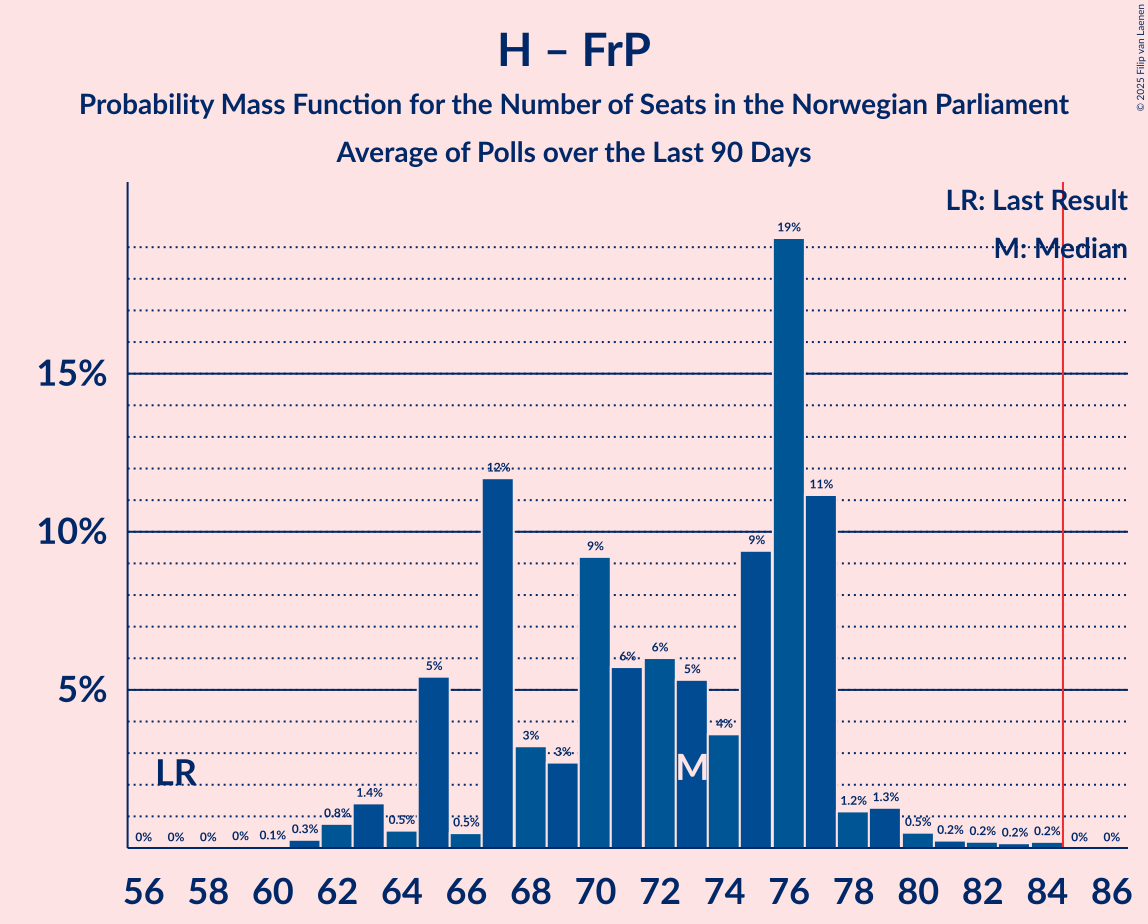 H – FrP
Probability Mass Function for the Number of Seats in the Norwegian Parliament
Average of Polls over the Last 90 Days
© 2025 Filip van Laenen
LR: Last Result
M: Median
15%
10%
5%
0% 0% 0% 0% 0.1% 0.3% 0.8% 1.4% 0.5% 5% 0.5% 12% 3% 3% 9% 6% 6% 5% 4% 9% 19% 11% 1.2% 1.3% 0.5% 0.2% 0.2% 0.2% 0.2% 0% 0%
LR
M
56 58 60 62 64 66 68 70 72 74 76 78 80 82 84 86